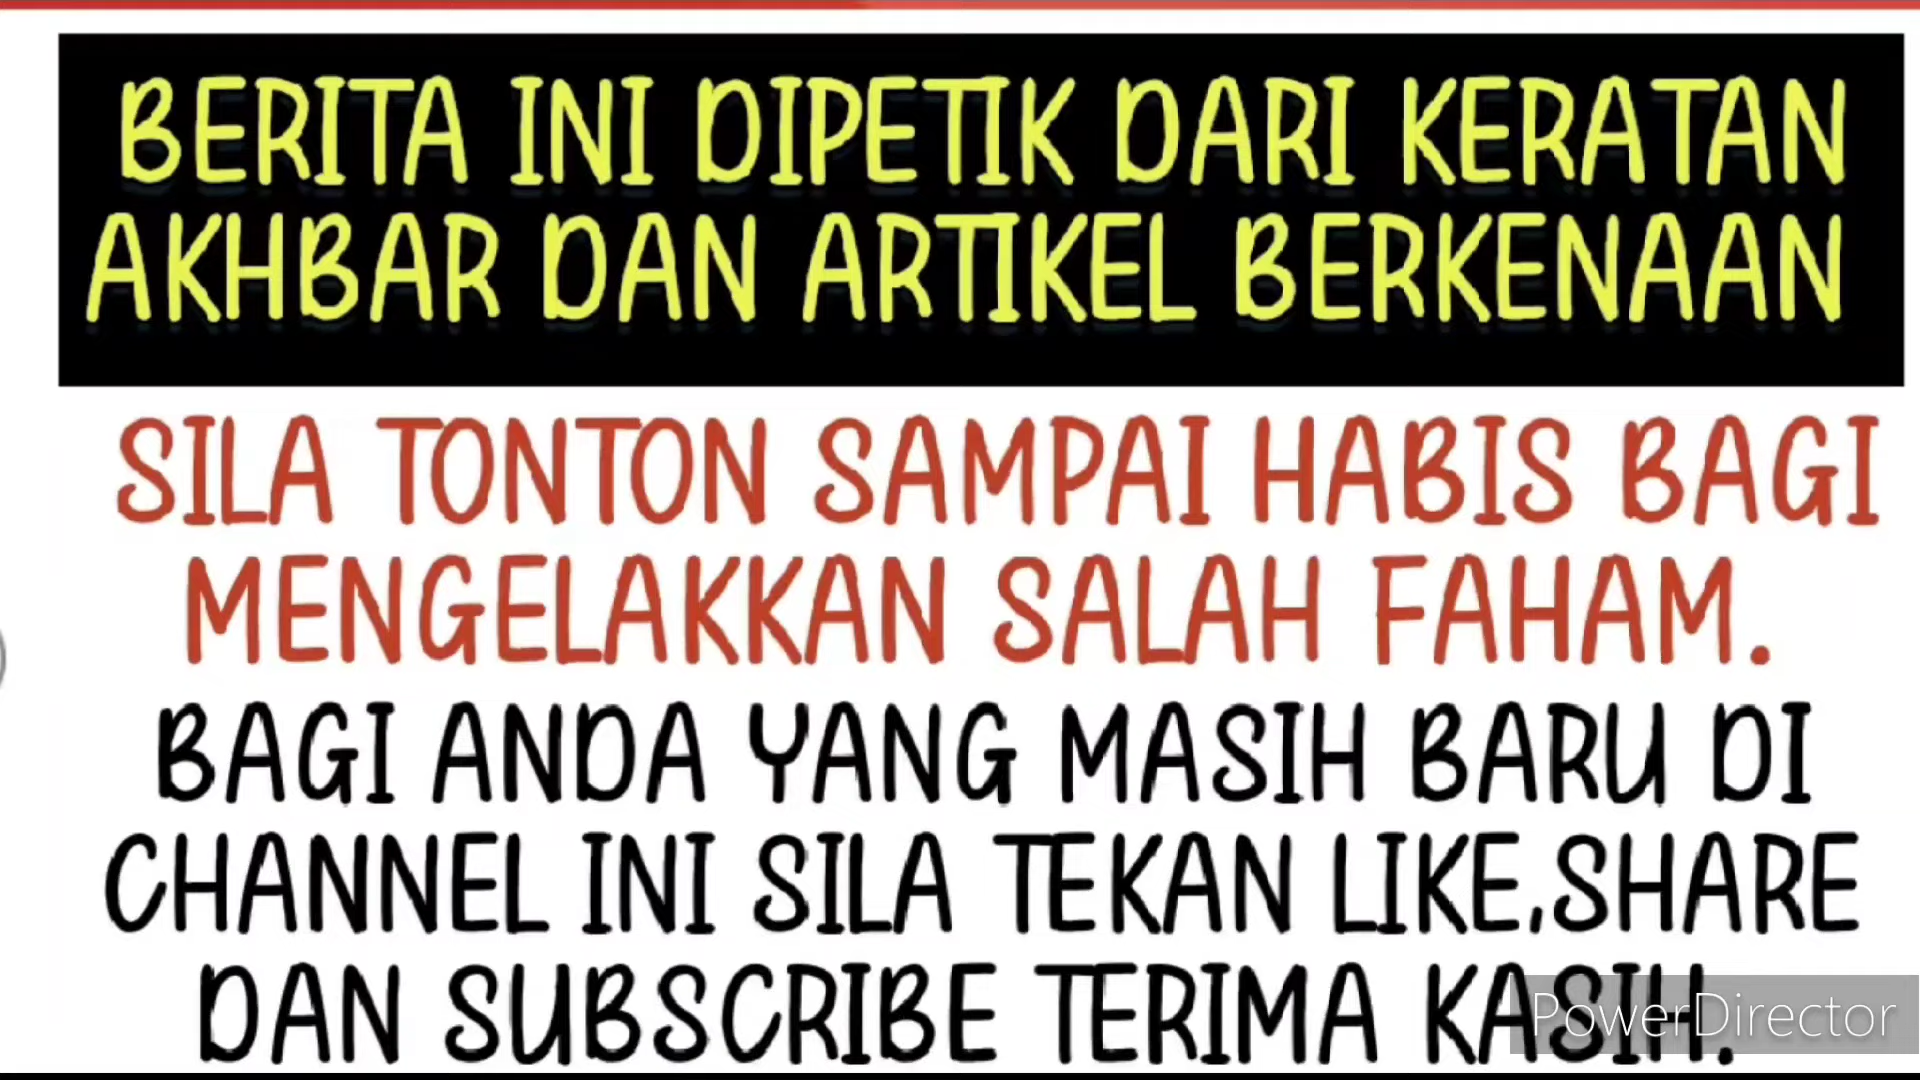 BERITA INI DIPETIK DARI KERATAN
AKHBAR DAN ARTIKEL BERKENAAN
SILA TONTON SAMPAI HABIS BAGI
MENGELAKKAN SALAH FAHAM.
BAGI ANDA YANG MASIH BARU DI
CHANNEL INI SILA TEKAN LIKE,SHARE
DAN SUBSCRIBE TERIMA KASIH.
PowerDirector